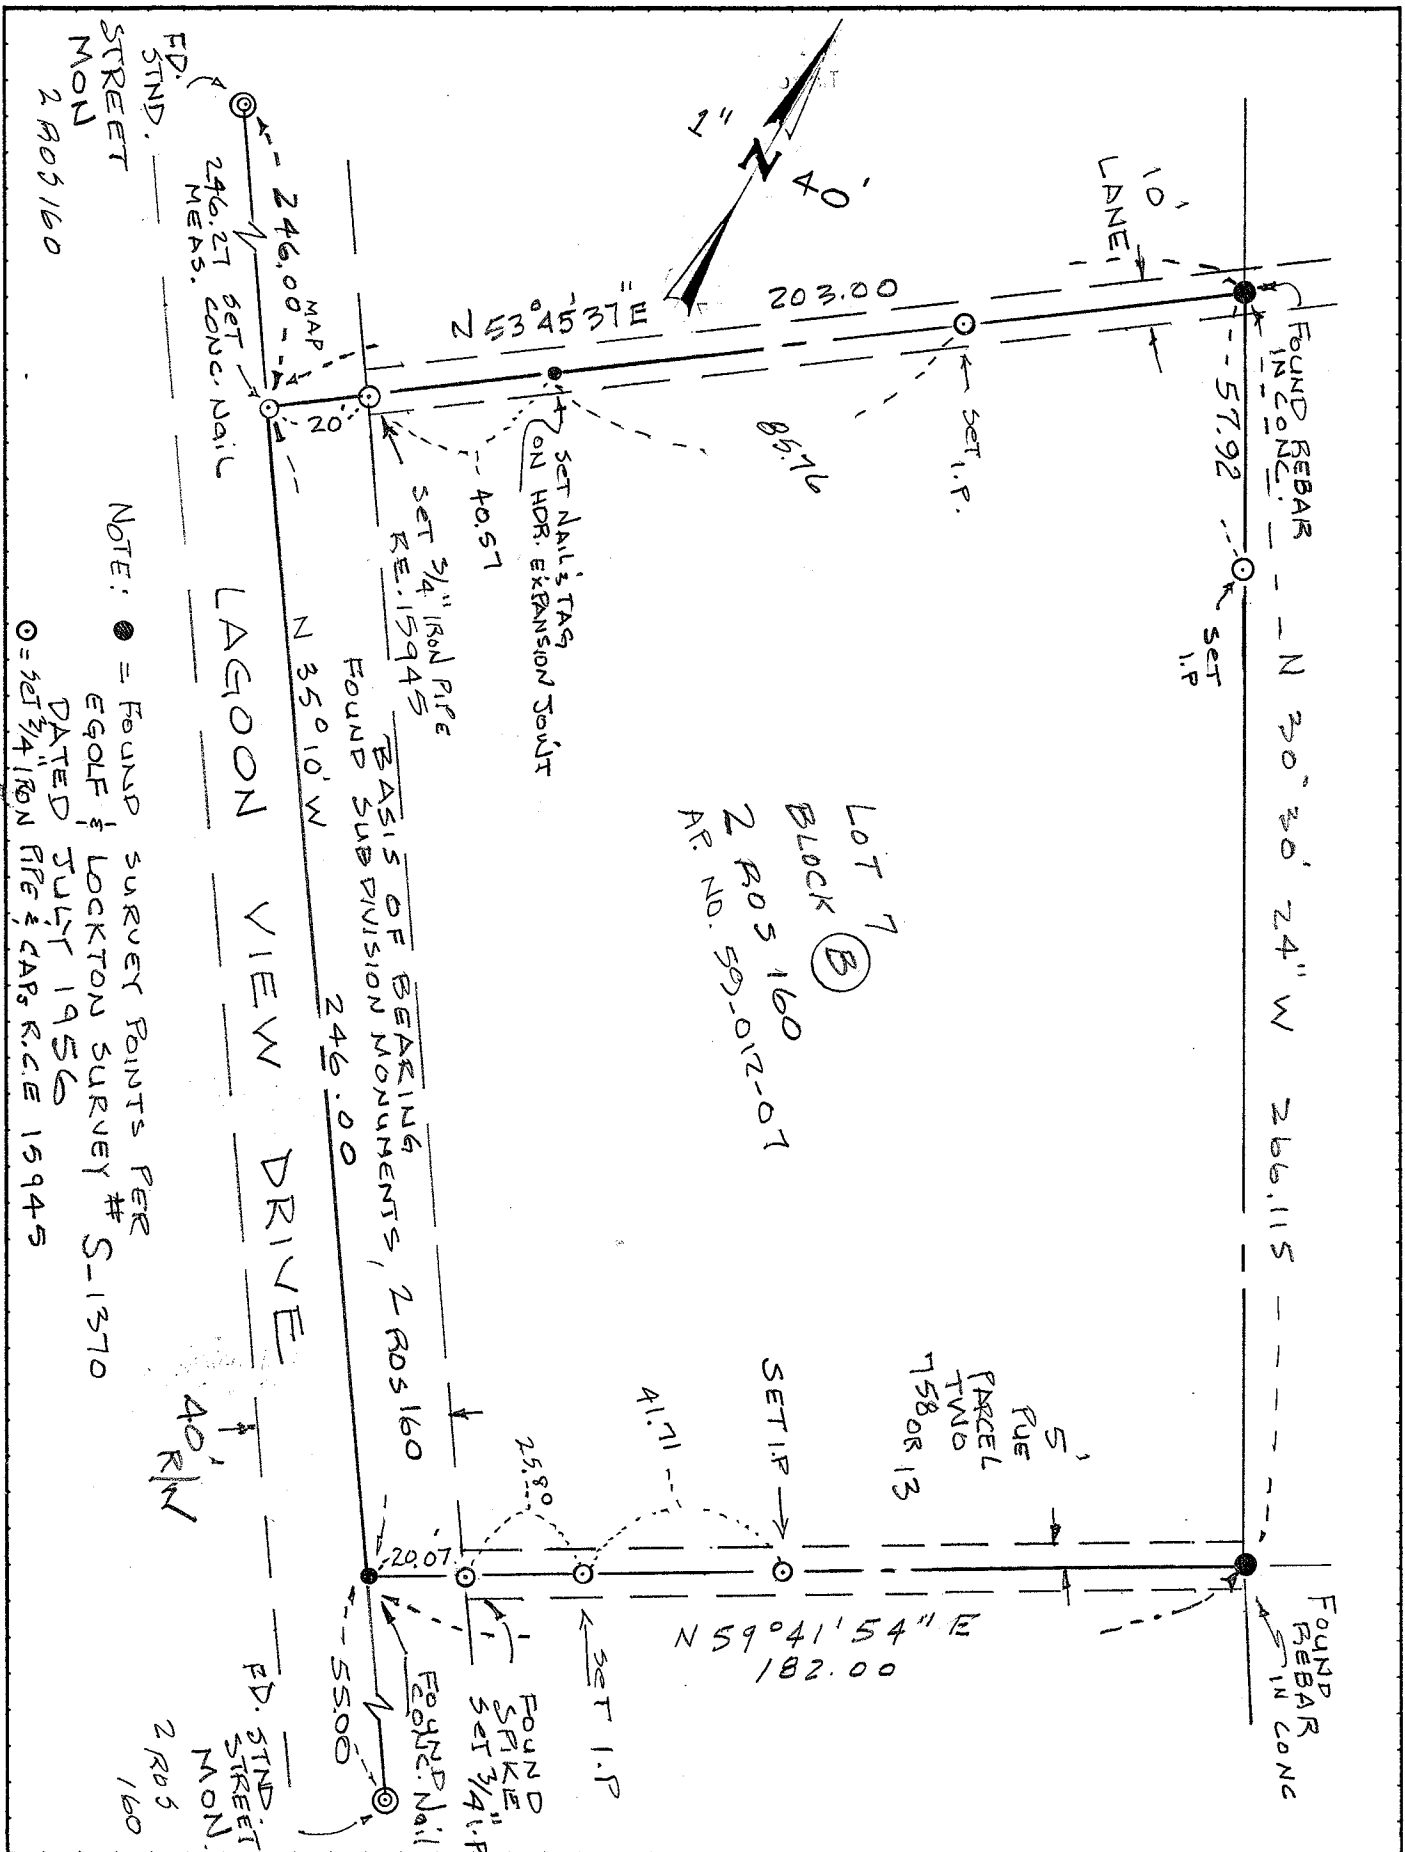 FOUND REBAR
IN CONC.
- - N 30° 30' 24" W 266.115 - - - - -
FOUND
REBAR
IN CONC
57.92
SET
I.P
10'
LANE
1" N 40'
N 53°45'37"E
203.00
SET
I.P.
85.76
SET NAIL & TAG
ON HDR. EXPANSION JOINT
40.57
SET 3/4" IRON PIPE
R.E. 15945
20'
LOT 7
BLOCK B
2 ROS 160
AP. NO. 59-012-07
5'
PUE
PARCEL
TWO
758 OR 13
SET I.P
41.71
25.80
20.07
N 59°41'54" E
182.00
SET I.P
FOUND
SPIKE
SET 3/4" I.P
FOUND
CONC. Nail
BASIS OF BEARING
FOUND SUBDIVISION MONUMENTS, 2 ROS 160
N 35° 10' W 246.00
LAGOON VIEW DRIVE
40'
R/W
55.00
FD. STND.
STREET
MON.
2 ROS
160
246.00 MAP
246.27 SET
MEAS. CONC. NAIL
FD.
STND.
STREET
MON
2 ROS 160
NOTE: ● = FOUND SURVEY POINTS PER
EGOLF & LOCKTON SURVEY # S-1370
DATED JULY 1956
⊙ = SET 3/4" IRON PIPE & CAPS R.C.E 15945